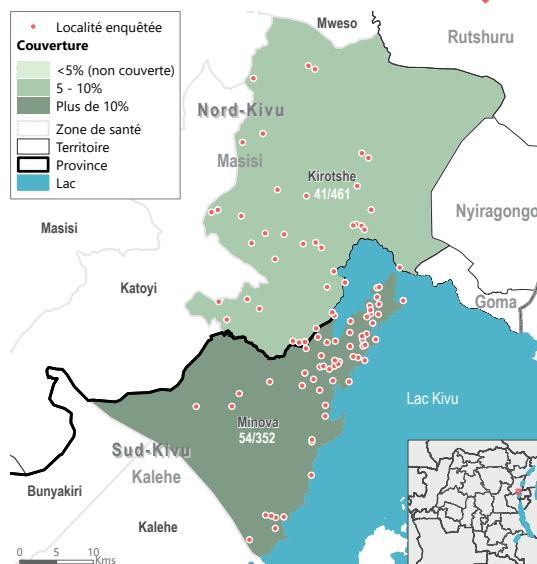 Localité enquêtée
Couverture
<5% (non couverte)
5 - 10%
Plus de 10%
Zone de santé
Territoire
Province
Lac
Mweso
Rutshuru
Nord-Kivu
Masisi
Kirotshe
41/461
Nyiragongo
Masisi
Katoyi
Goma
Lac Kivu
Minova
54/352
Sud-Kivu
Kalehe
Bunyakiri
Kalehe
0 5 10
Kms